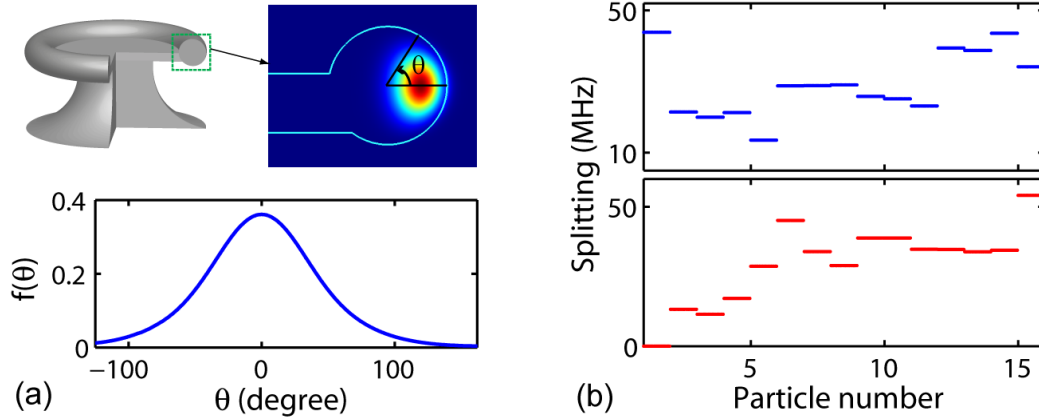 θ
0.4
0.2
0
f(θ)
−100
0
100
θ (degree)
(a)
50
10
50
0
Splitting (MHz)
5
10
15
Particle number
(b)